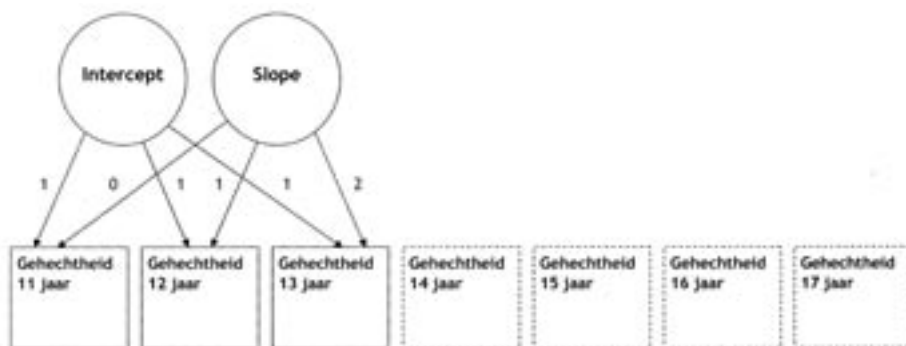 Intercept
Slope
1
0
1
1
1
2
Gehechtheid
11 jaar
Gehechtheid
12 jaar
Gehechtheid
13 jaar
Gehechtheid
14 jaar
Gehechtheid
15 jaar
Gehechtheid
16 jaar
Gehechtheid
17 jaar